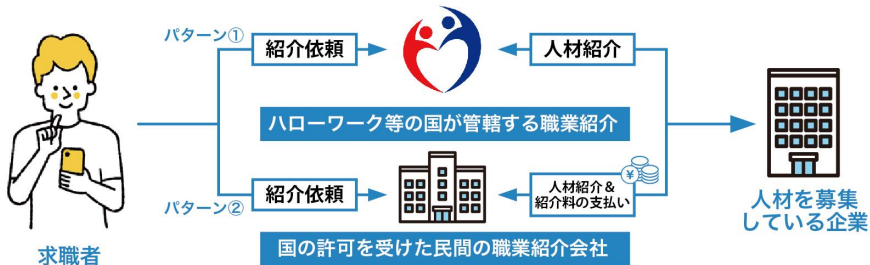 パターン①
紹介依頼
人材紹介
ハローワーク等の国が管轄する職業紹介
パターン②
紹介依頼
人材紹介&
紹介料の支払い
¥
国の許可を受けた民間の職業紹介会社
求職者
人材を募集
している企業